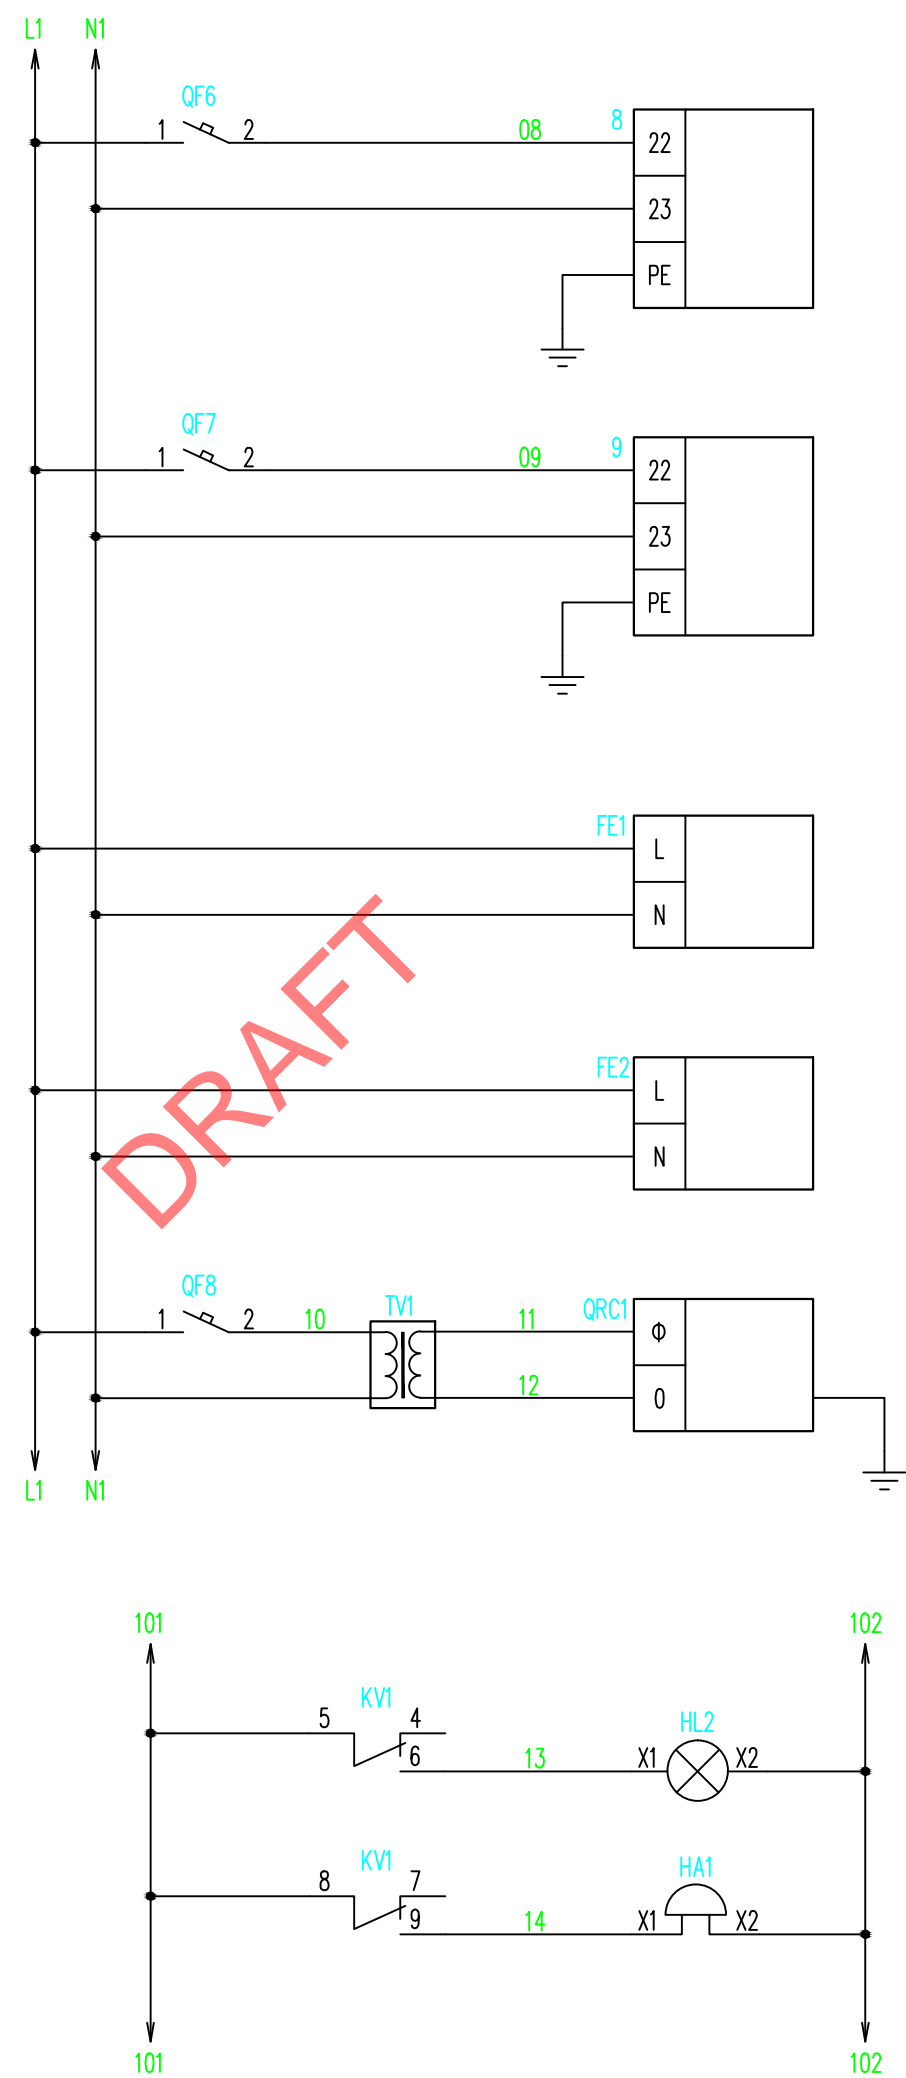 L1 N1
QF6
1 2 08 8 22
23
PE
QF7
1 2 09 9 22
23
PE
FE1
L
N
FE2
L
N
DRAFT
QF8
1 2 10 TV1 11 QRC1 Ф
12 0
L1 N1
101 102
KV1
5 4 HL2
6 13 X1 X2
KV1
8 7 HA1
9 14 X1 X2
101 102